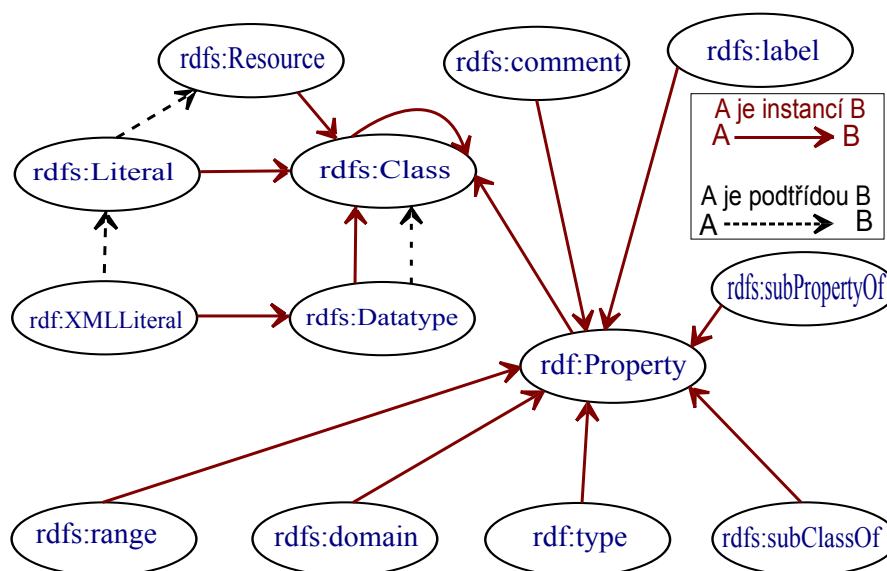 rdfs:Resource
rdfs:comment
rdfs:label
A je instancí B
A B
rdfs:Literal
rdfs:Class
A je podtřídou B
A B
rdfs:subPropertyOf
rdf:XMLLiteral
rdfs:Datatype
rdf:Property
rdfs:range
rdfs:domain
rdf:type
rdfs:subClassOf